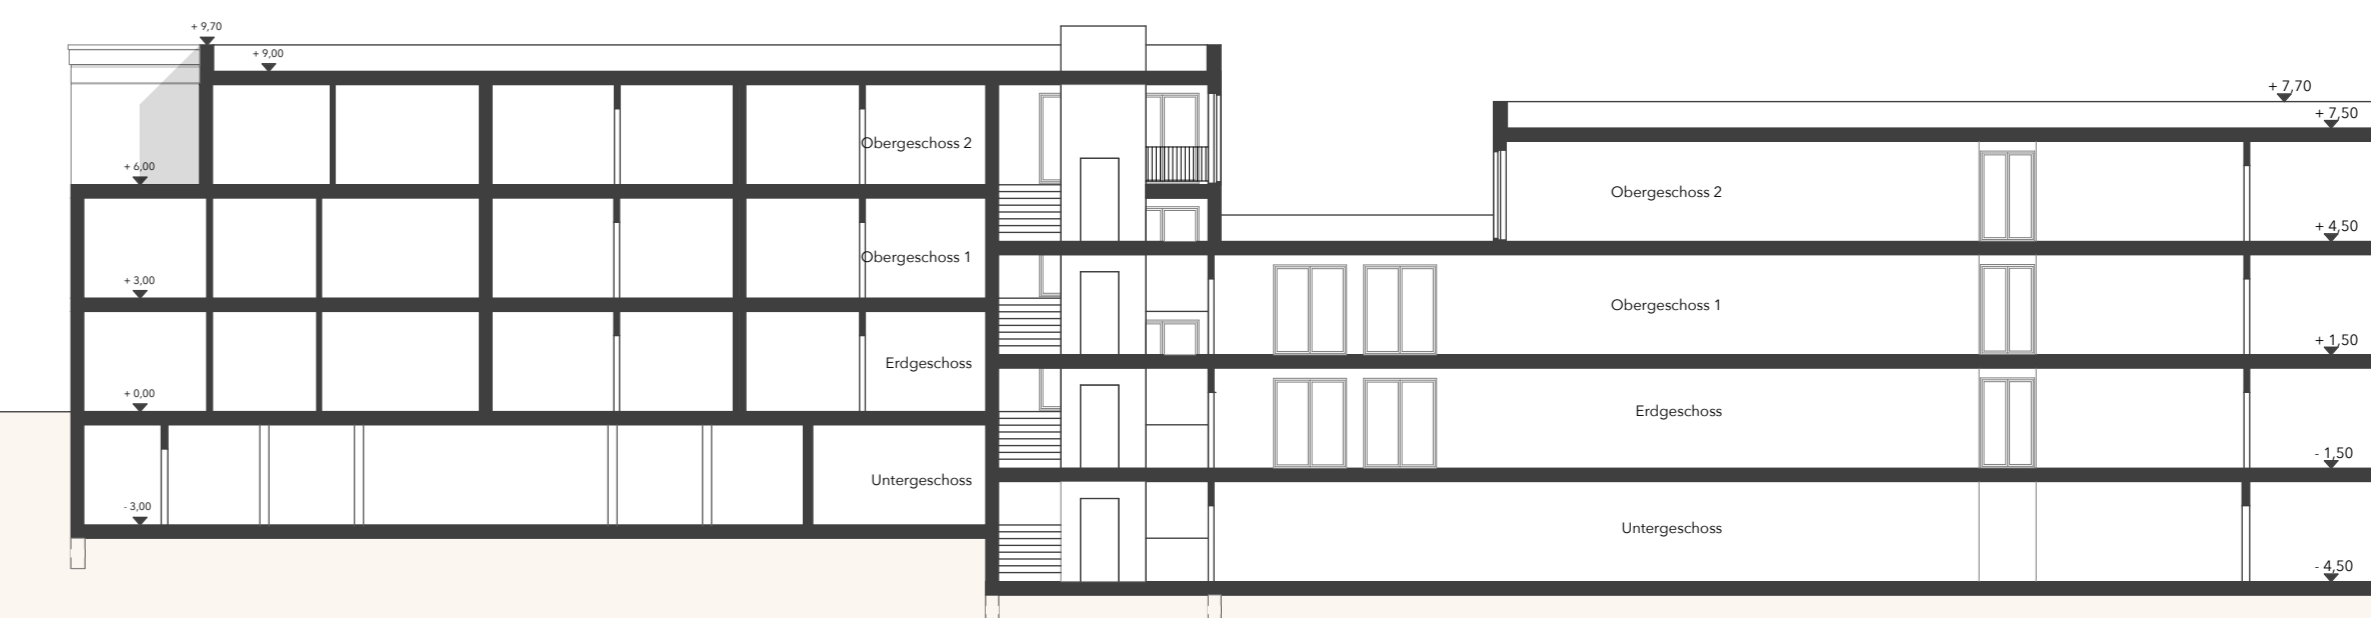 + 9,70
+ 9,00
+ 7,70
+ 7,50
Obergeschoss 2
+ 6,00
Obergeschoss 2
+ 4,50
Obergeschoss 1
+ 3,00
Obergeschoss 1
+ 1,50
Erdgeschoss
+ 0,00
Erdgeschoss
- 1,50
Untergeschoss
- 3,00
Untergeschoss
- 4,50